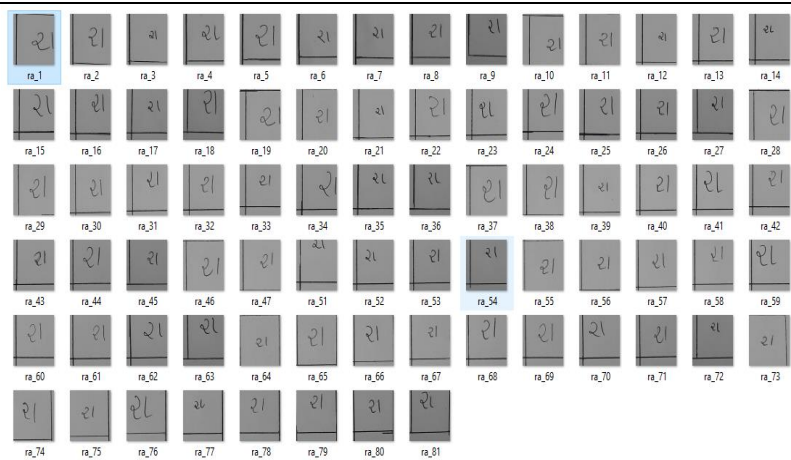 રા રા રા રા રા રા રા રા રા રા રા રા રા રા
ra_1 ra_2 ra_3 ra_4 ra_5 ra_6 ra_7 ra_8 ra_9 ra_10 ra_11 ra_12 ra_13 ra_14
રા રા રા રા રા રા રા રા રા રા રા રા રા રા
ra_15 ra_16 ra_17 ra_18 ra_19 ra_20 ra_21 ra_22 ra_23 ra_24 ra_25 ra_26 ra_27 ra_28
રા રા રા રા રા રા રા રા રા રા રા રા રા રા
ra_29 ra_30 ra_31 ra_32 ra_33 ra_34 ra_35 ra_36 ra_37 ra_38 ra_39 ra_40 ra_41 ra_42
રા રા રા રા રા રા રા રા રા રા રા રા રા રા
ra_43 ra_44 ra_45 ra_46 ra_47 ra_51 ra_52 ra_53 ra_54 ra_55 ra_56 ra_57 ra_58 ra_59
રા રા રા રા રા રા રા રા રા રા રા રા રા રા
ra_60 ra_61 ra_62 ra_63 ra_64 ra_65 ra_66 ra_67 ra_68 ra_69 ra_70 ra_71 ra_72 ra_73
રા રા રા રા રા રા રા રા
ra_74 ra_75 ra_76 ra_77 ra_78 ra_79 ra_80 ra_81